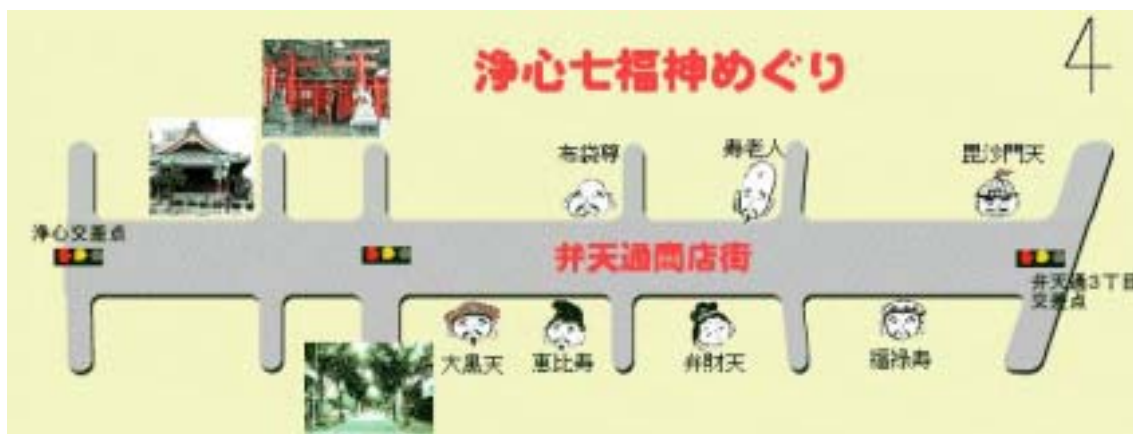 浄心七福神めぐり
4
布袋尊
寿老人
毘沙門天
浄心交差点
弁天通商店街
弁天通3丁目
交差点
大黒天
恵比寿
弁財天
福禄寿